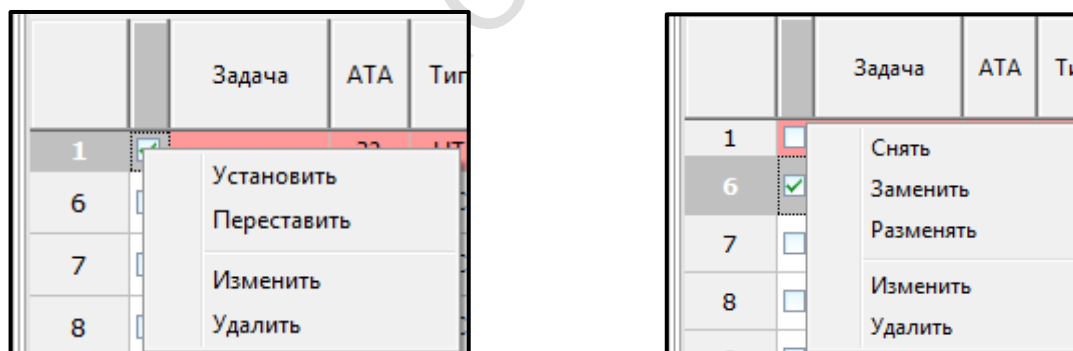 Задача АТА Тип
1
Установить
6
Переставить
7
Изменить
8
Удалить
Задача АТА
1
Снять
6
Заменить
7
Разменять
8
Изменить
Удалить